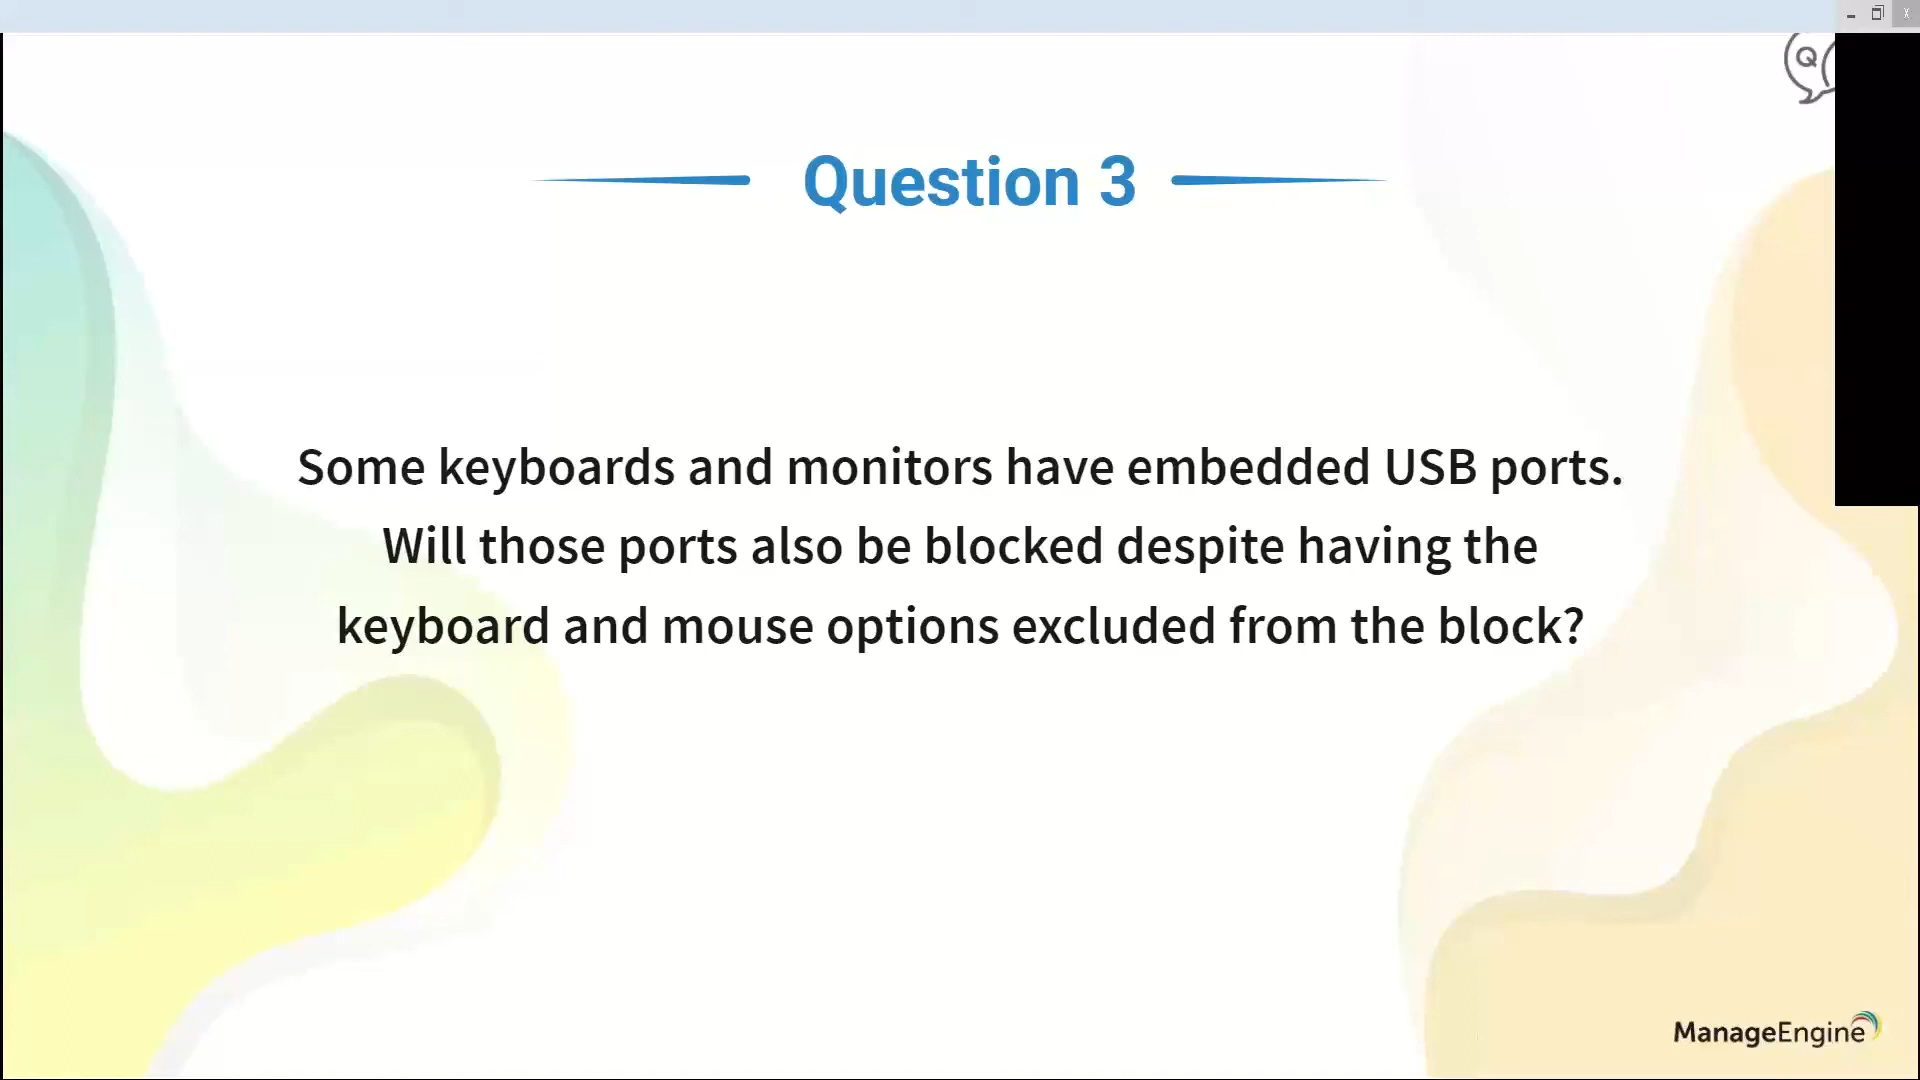 Q
Question 3
Some keyboards and monitors have embedded USB ports.
Will those ports also be blocked despite having the
keyboard and mouse options excluded from the block?
ManageEngine